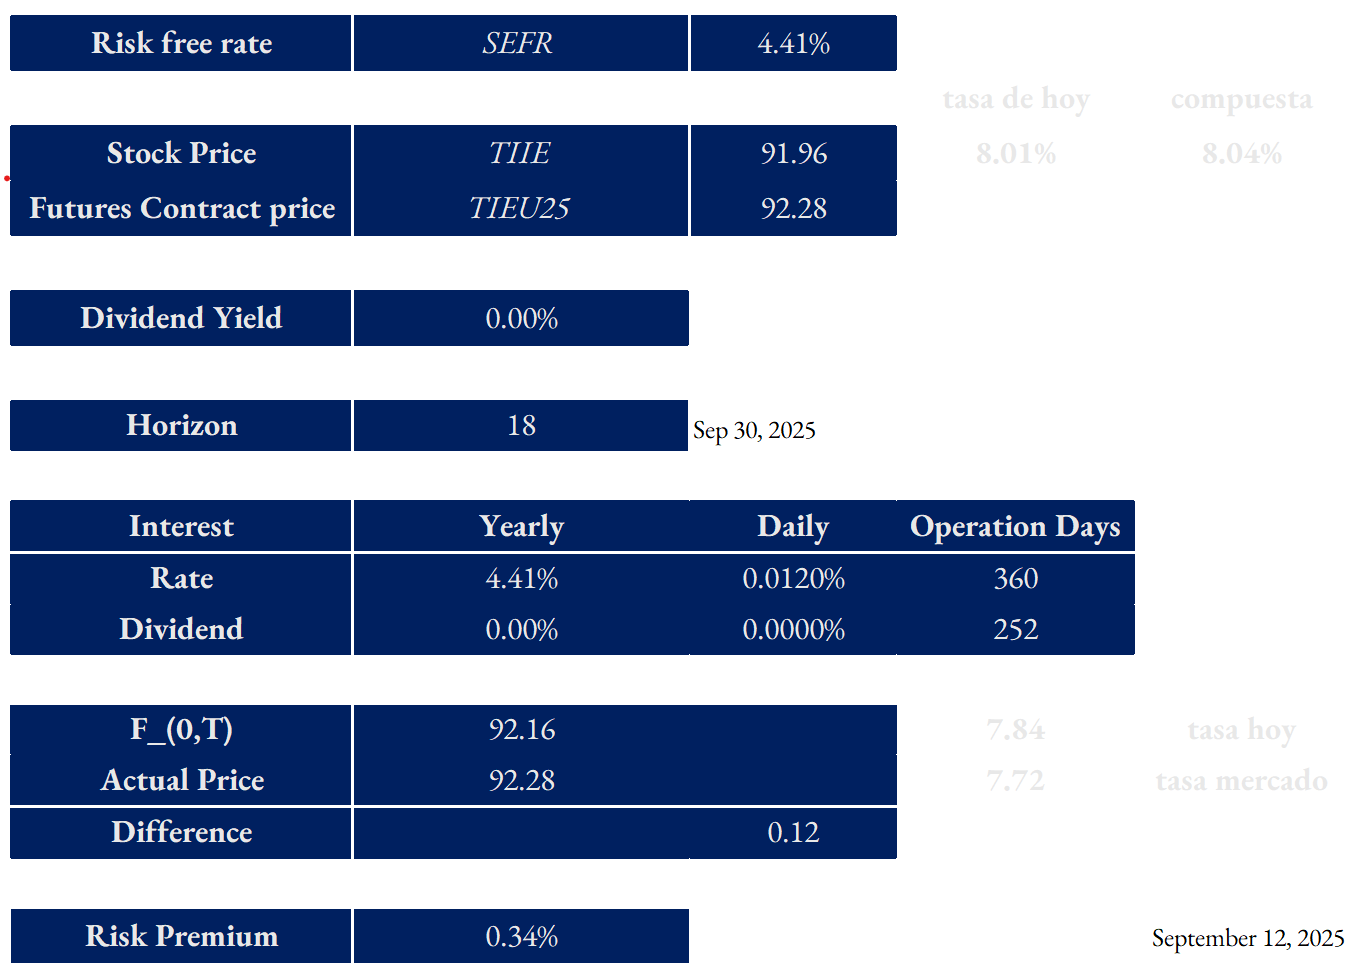 Risk free rate SEFR 4.41%
tasa de hoy compuesta
Stock Price TIIE 91.96 8.01% 8.04%
Futures Contract price TIEU25 92.28
Dividend Yield 0.00%
Horizon 18 Sep 30, 2025
Interest Yearly Daily Operation Days
Rate 4.41% 0.0120% 360
Dividend 0.00% 0.0000% 252
F_(0,T) 92.16 7.84 tasa hoy
Actual Price 92.28 7.72 tasa mercado
Difference 0.12
Risk Premium 0.34% September 12, 2025